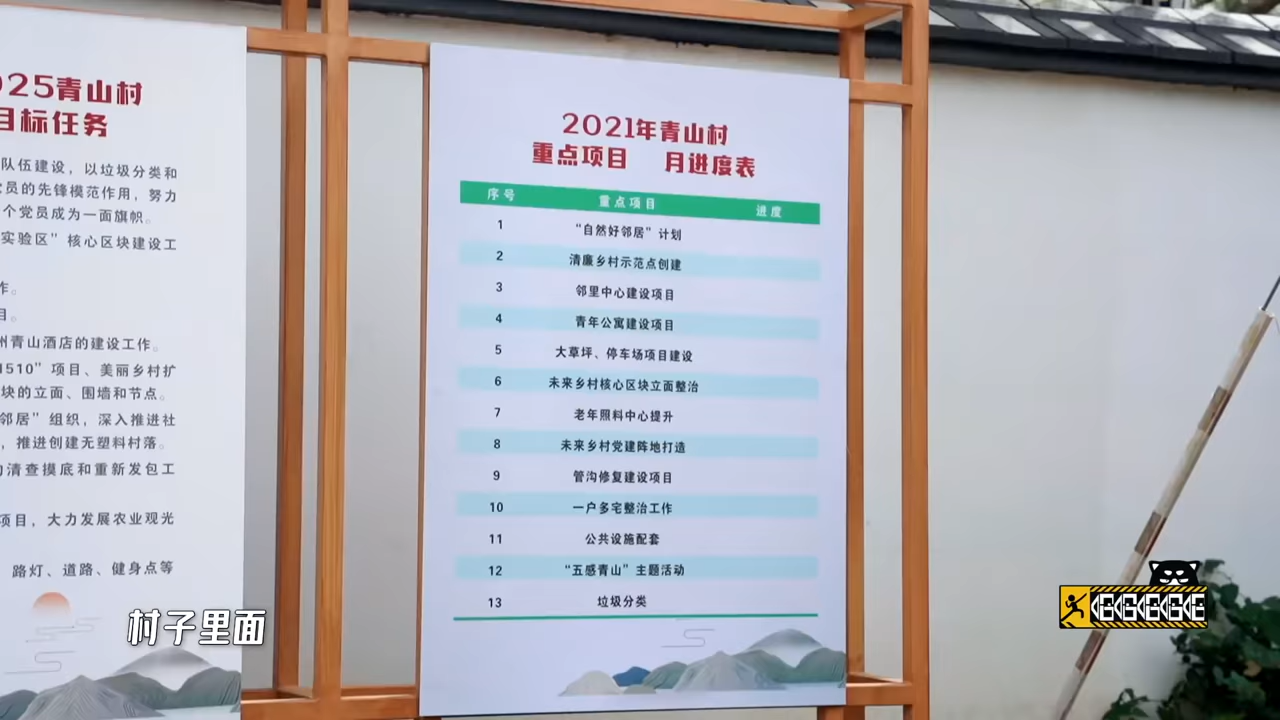 025青山村
目标任务
队伍建设，以垃圾分类和
党员的先锋模范作用，努力
个党员成为一面旗帜。
实验区”核心区块建设工
作。
目。
州青山酒店的建设工作。
1510”项目、美丽乡村扩
块的立面、围墙和节点。
邻居”组织，深入推进社
，推进创建无塑料村落。
清查摸底和重新发包工
项目，大力发展农业观光
路灯、道路、健身点等
2021年青山村
重点项目 月进度表
序号 重点项目 进度
1 “自然好邻居”计划
2 清廉乡村示范点创建
3 邻里中心建设项目
4 青年公寓建设项目
5 大草坪、停车场项目建设
6 未来乡村核心区块立面整治
7 老年照料中心提升
8 未来乡村党建阵地打造
9 管沟修复建设项目
10 一户多宅整治工作
11 公共设施配套
12 “五感青山”主题活动
13 垃圾分类
村子里面